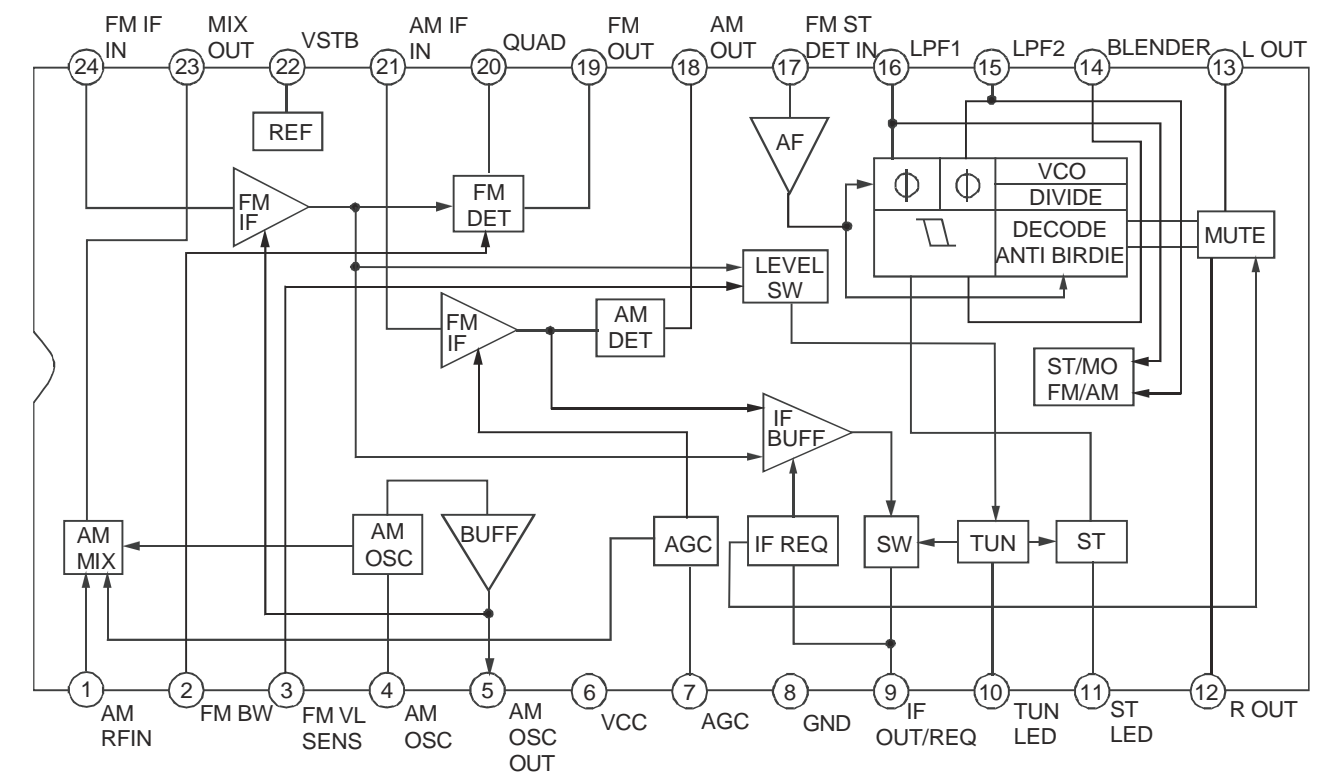 FM IF
IN
MIX
OUT
VSTB
AM IF
IN
QUAD
FM
OUT
AM
OUT
FM ST
DET IN
LPF1
LPF2
BLENDER
L OUT
24
23
22
21
20
19
18
17
16
15
14
13
REF
AF
FM
IF
FM
DET
VCO
DIVIDE
DECODE
ANTI BIRDIE
MUTE
LEVEL
SW
FM
IF
AM
DET
ST/MO
FM/AM
IF
BUFF
AM
MIX
AM
OSC
BUFF
AGC
IF REQ
SW
TUN
ST
1
2
3
4
5
6
7
8
9
10
11
12
AM
RFIN
FM BW
FM VL
SENS
AM
OSC
AM
OSC
OUT
VCC
AGC
GND
IF
OUT/REQ
TUN
LED
ST
LED
R OUT